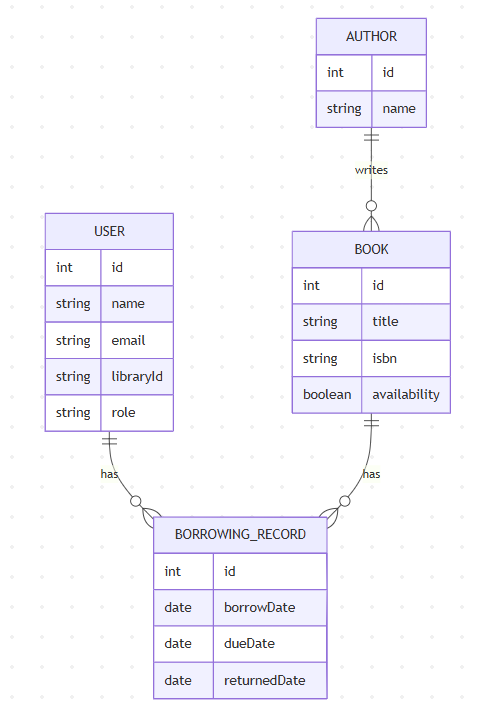 AUTHOR
int id
string name
writes
USER
int id
string name
string email
string libraryId
string role
BOOK
int id
string title
string isbn
boolean availability
has
has
BORROWING_RECORD
int id
date borrowDate
date dueDate
date returnedDate